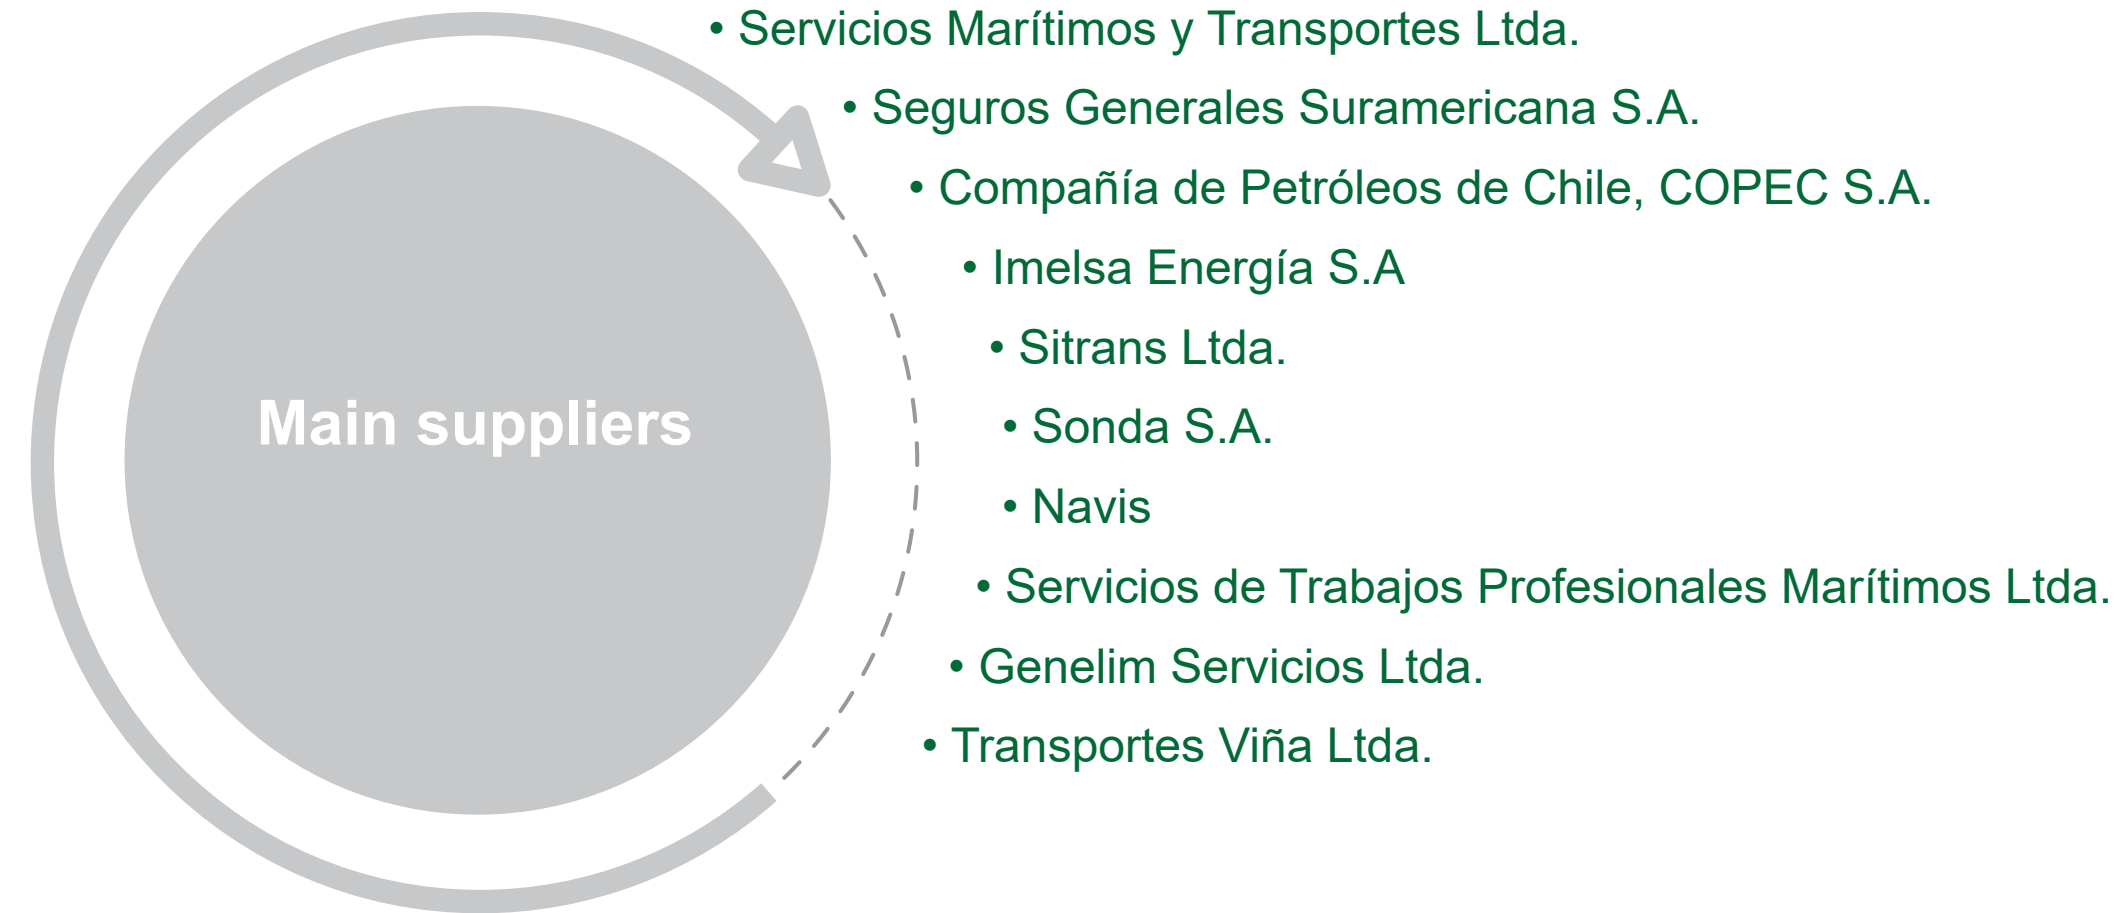 • Servicios Marítimos y Transportes Ltda.
• Seguros Generales Suramericana S.A.
• Compañía de Petróleos de Chile, COPEC S.A.
• Imelsa Energía S.A
• Sitrans Ltda.
Main suppliers
• Sonda S.A.
• Navis
• Servicios de Trabajos Profesionales Marítimos Ltda.
• Genelim Servicios Ltda.
• Transportes Viña Ltda.